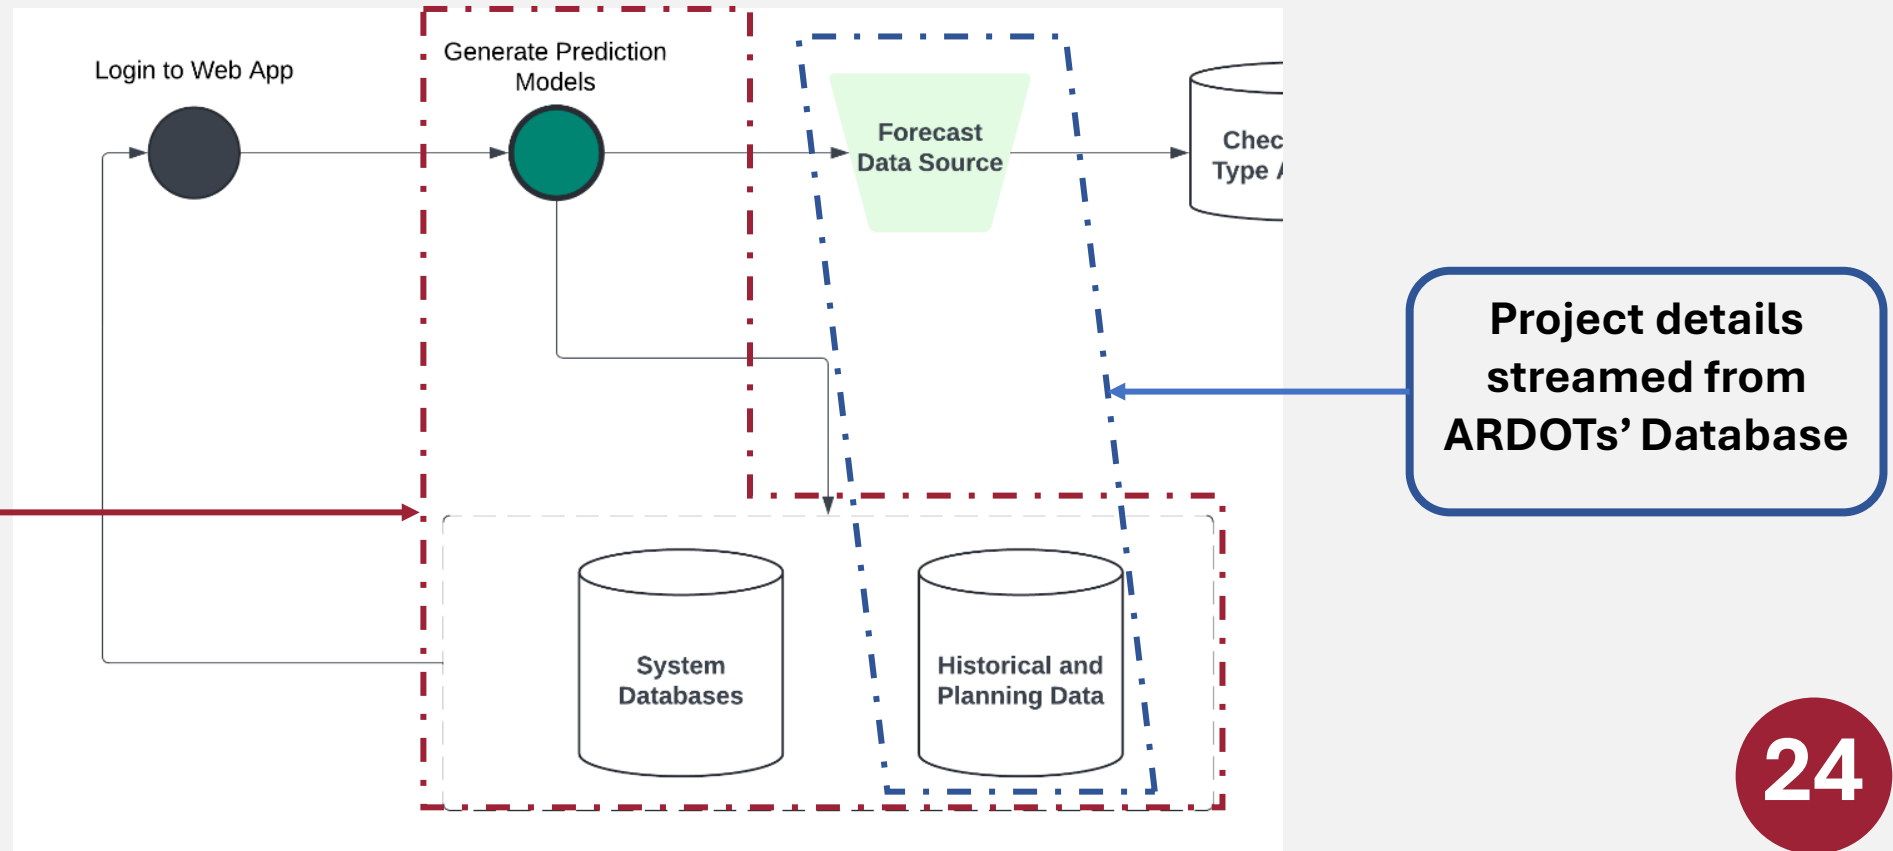 Login to Web App
Generate Prediction
Models
Forecast
Data Source
Type
Project details
streamed from
ARDOTs’ Database
System
Databases
Historical and
Planning Data
24